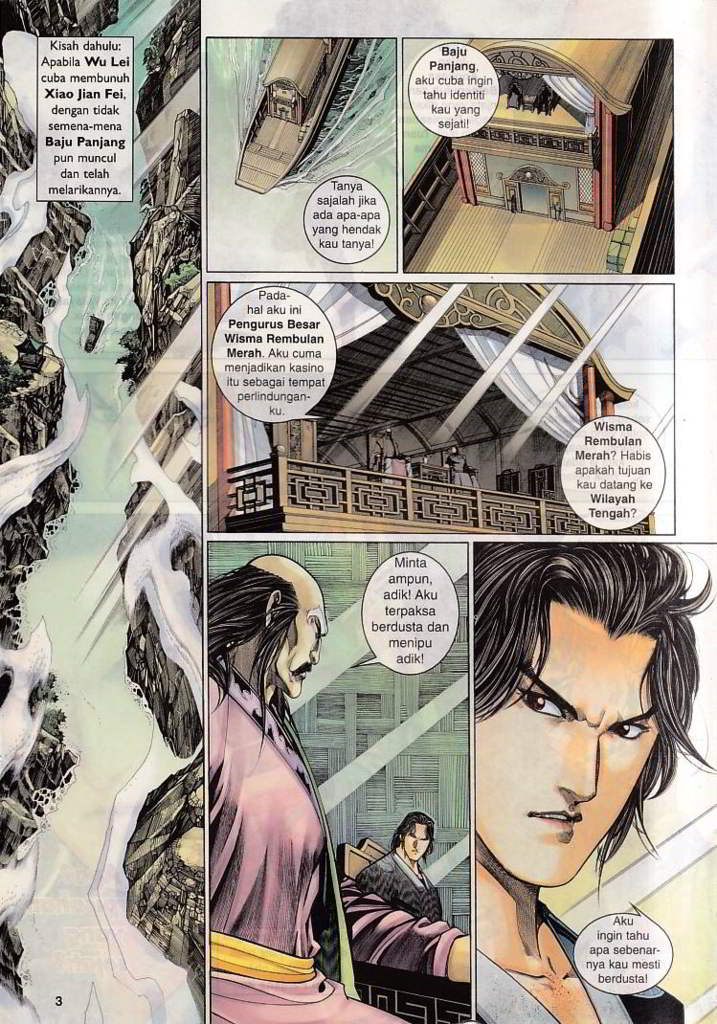 Kisah dahulu:
Apabila Wu Lei
cuba membunuh
Xiao Jian Fei,
dengan tidak
semena-mena
Baju Panjang
pun muncul
dan telah
melarikannya.
Tanya
sajalah jika
ada apa-apa
yang hendak
kau tanya!
Baju
Panjang,
aku cuba ingin
tahu identiti
kau yang
sejati!
Pada-
hal aku ini
Pengurus Besar
Wisma Rembulan
Merah. Aku cuma
menjadikan kasino
itu sebagai tempat
perlindungan-
ku.
Wisma
Rembulan
Merah? Habis
apakah tujuan
kau datang ke
Wilayah
Tengah?
Minta
ampun,
adik! Aku
terpaksa
berdusta dan
menipu
adik!
Aku
ingin tahu
apa sebenar-
nya kau mesti
berdusta!
3